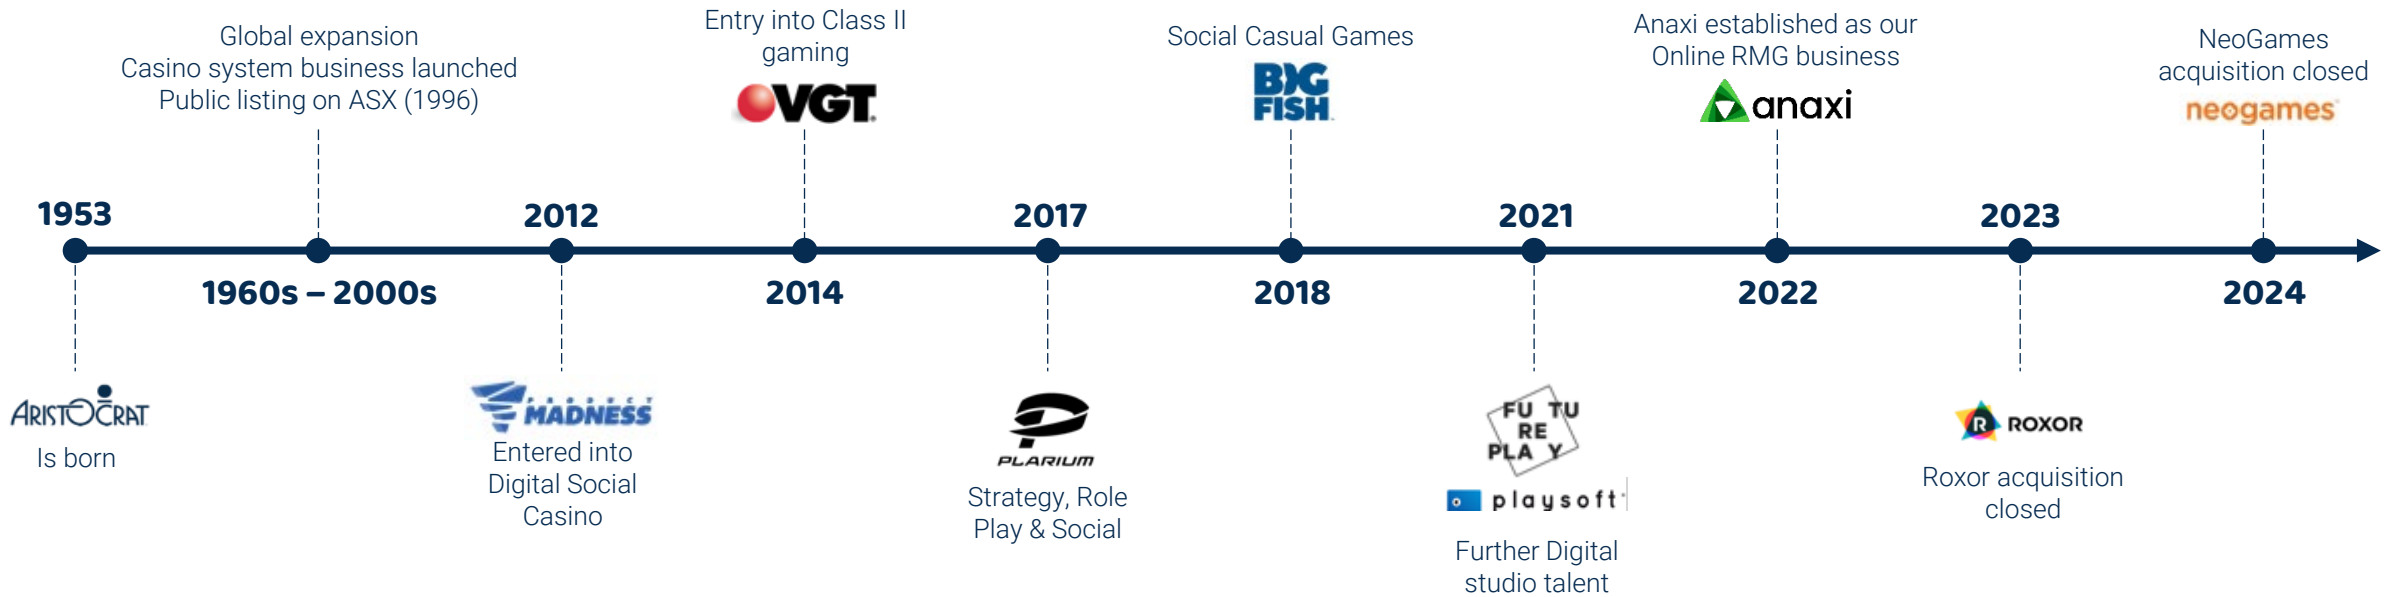 1953
ARISTOCRAT
Is born
Global expansion
Casino system business launched
Public listing on ASX (1996)
1960s – 2000s
2012
PRODUCT
MADNESS
Entered into
Digital Social
Casino
Entry into Class II
gaming
VGT
2014
2017
PLARIUM
Strategy, Role
Play & Social
Social Casual Games
BIG
FISH
2018
2021
FU TU
RE
PLA Y
playsoft
Further Digital
studio talent
Anaxi established as our
Online RMG business
anaxi
2022
2023
R ROXOR
Roxor acquisition
closed
NeoGames
acquisition closed
neogames
2024